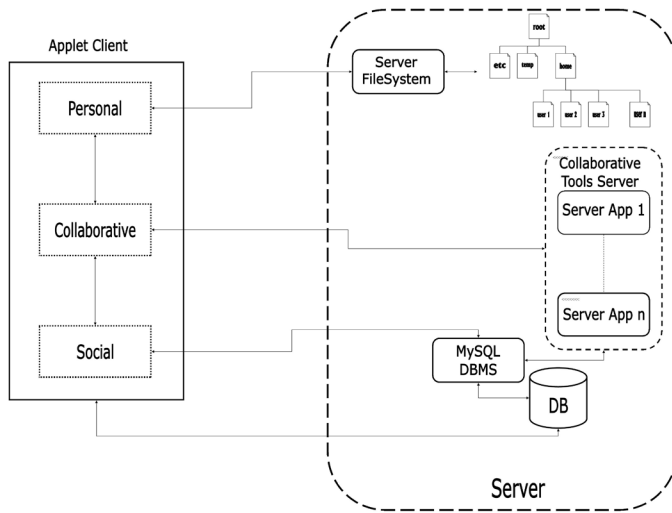 Applet Client
Personal
Collaborative
Social
Server
FileSystem
root
etc
temp
home
user 1
user 2
user 3
user n
Collaborative
Tools Server
Server App 1
Server App n
MySQL
DBMS
DB
Server